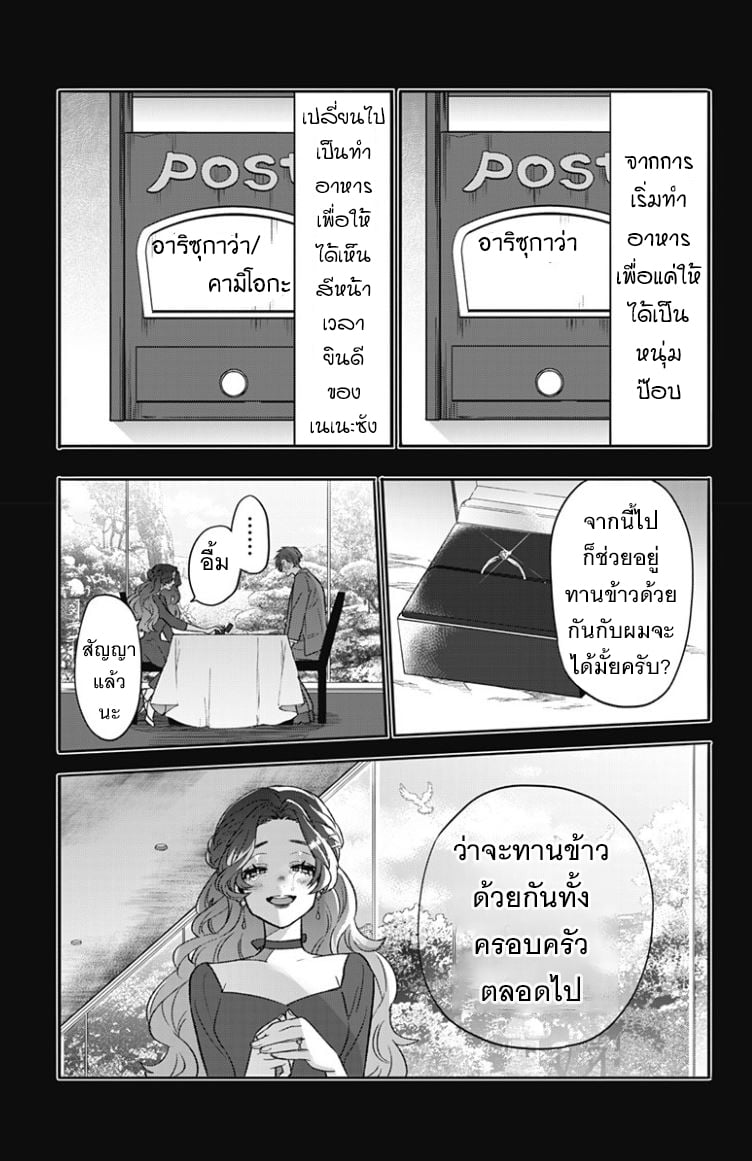 จากการ
เริ่มทำ
อาหาร
เพื่อแค่ให้
ได้เป็น
หนุ่ม
ป๊อบ
POST
อาริซุกาว่า
เปลี่ยนไป
เป็นทำ
อาหาร
เพื่อให้
ได้เห็น
สีหน้า
เวลา
ยินดี
ของ
เนเนะซัง
POST
อาริซุกาว่า/
คามิโอกะ
จากนี้ไป
ก็ช่วยอยู่
ทานข้าวด้วย
กันกับผมจะ
ได้มั้ยครับ?
......
อื้ม
สัญญา
แล้ว
นะ
ว่าจะทานข้าว
ด้วยกันทั้ง
ครอบครัว
ตลอดไป